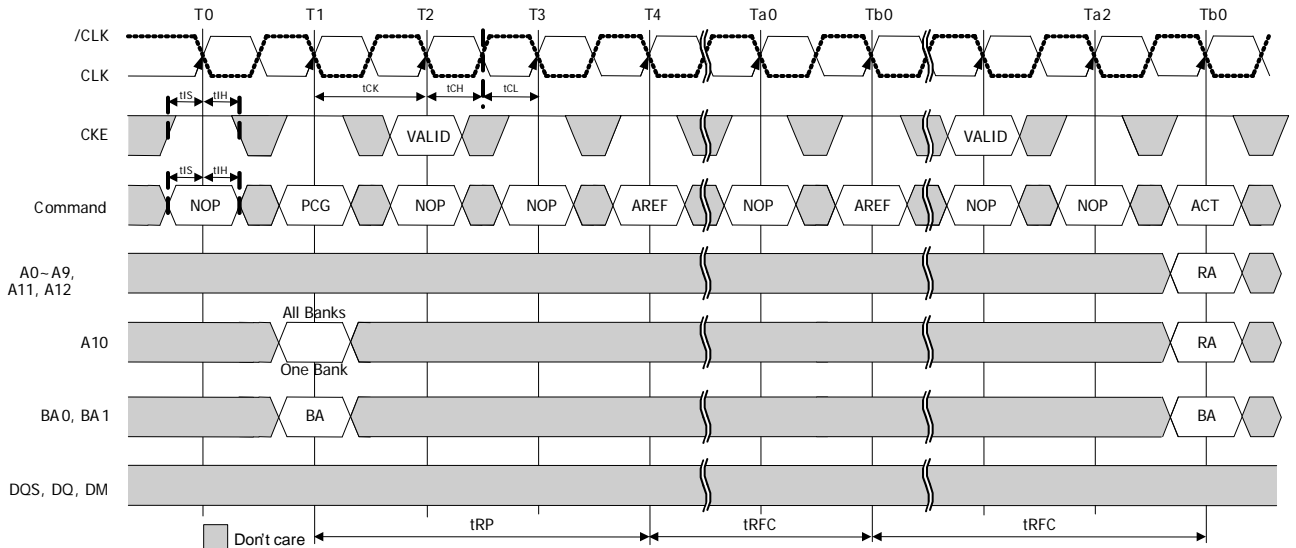 T0 T1 T2 T3 T4 Ta0 Tb0 Ta2 Tb0
/CLK
CLK
tCK tCH tCL
tIS tIH
CKE VALID VALID
tIS tIH
Command NOP PCG NOP NOP AREF NOP AREF NOP NOP ACT
A0~A9,
A11, A12 RA
All Banks
A10 RA
One Bank
BA0, BA1 BA BA
DQS, DQ, DM
tRP tRFC tRFC
Don't care